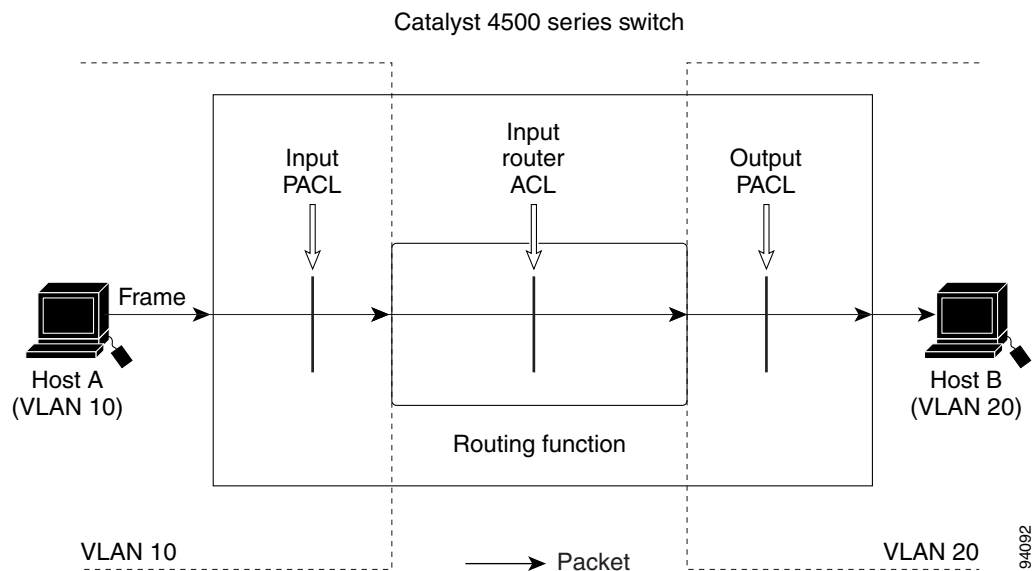 Catalyst 4500 series switch
Input
PACL
Input
router
ACL
Output
PACL
Frame
Host A
(VLAN 10)
Host B
(VLAN 20)
Routing function
VLAN 10
Packet
VLAN 20
94092